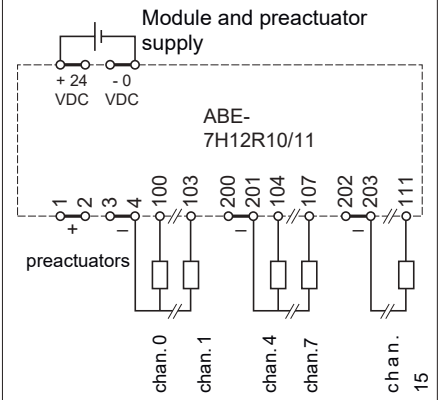 Module and preactuator
supply
+ 24
VDC
- 0
VDC
ABE-
7H12R10/11
1 2 3 4 100 103 200 201 104 107 202 203 111
+ – – –
preactuators
chan.0
chan.1
chan.4
chan.7
chan.
15